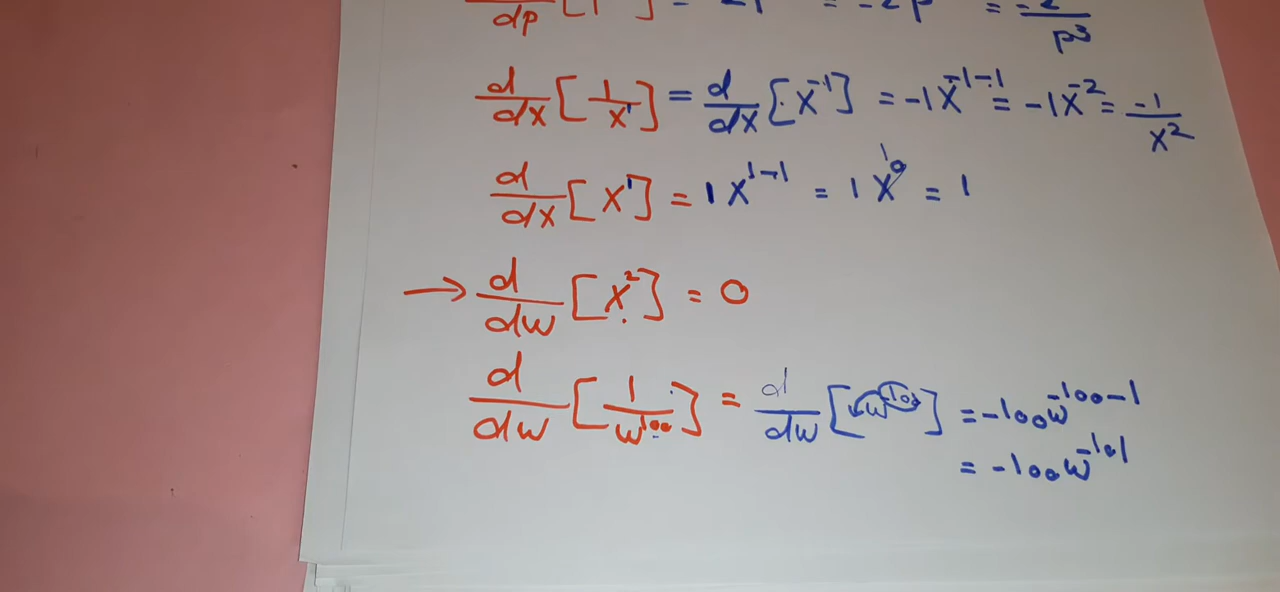 d/dp [ ] = = -2p = -2/p³
d/dx [1/x¹] = d/dx [x⁻¹] = -1x⁻¹⁻¹ = -1x⁻² = -1/x²
d/dx [x¹] = 1x¹⁻¹ = 1x⁰ = 1
→ d/dw [x²] = 0
d/dw [1/w¹⁰⁰] = d/dw [w⁻¹⁰⁰] = -100w⁻¹⁰⁰⁻¹
= -100w⁻¹⁰¹